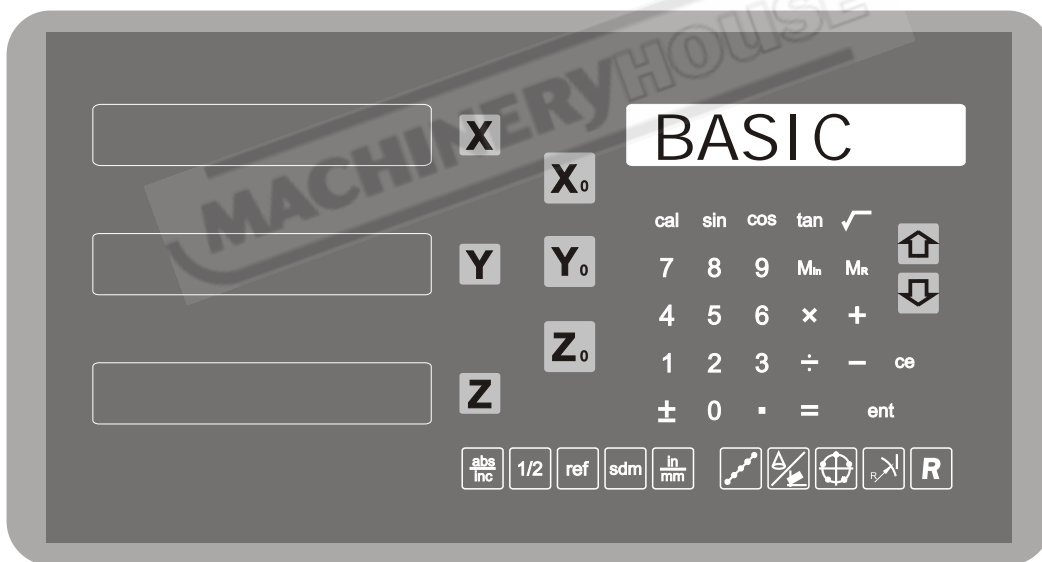 MACHINERYHOUSE
BASIC
X
X0
Y
Y0
Z
Z0
cal sin cos tan √
7 8 9 Min MR
4 5 6 × +
1 2 3 ÷ − ce
± 0 . = ent
abs
inc
1/2 ref sdm
in
mm
R
R